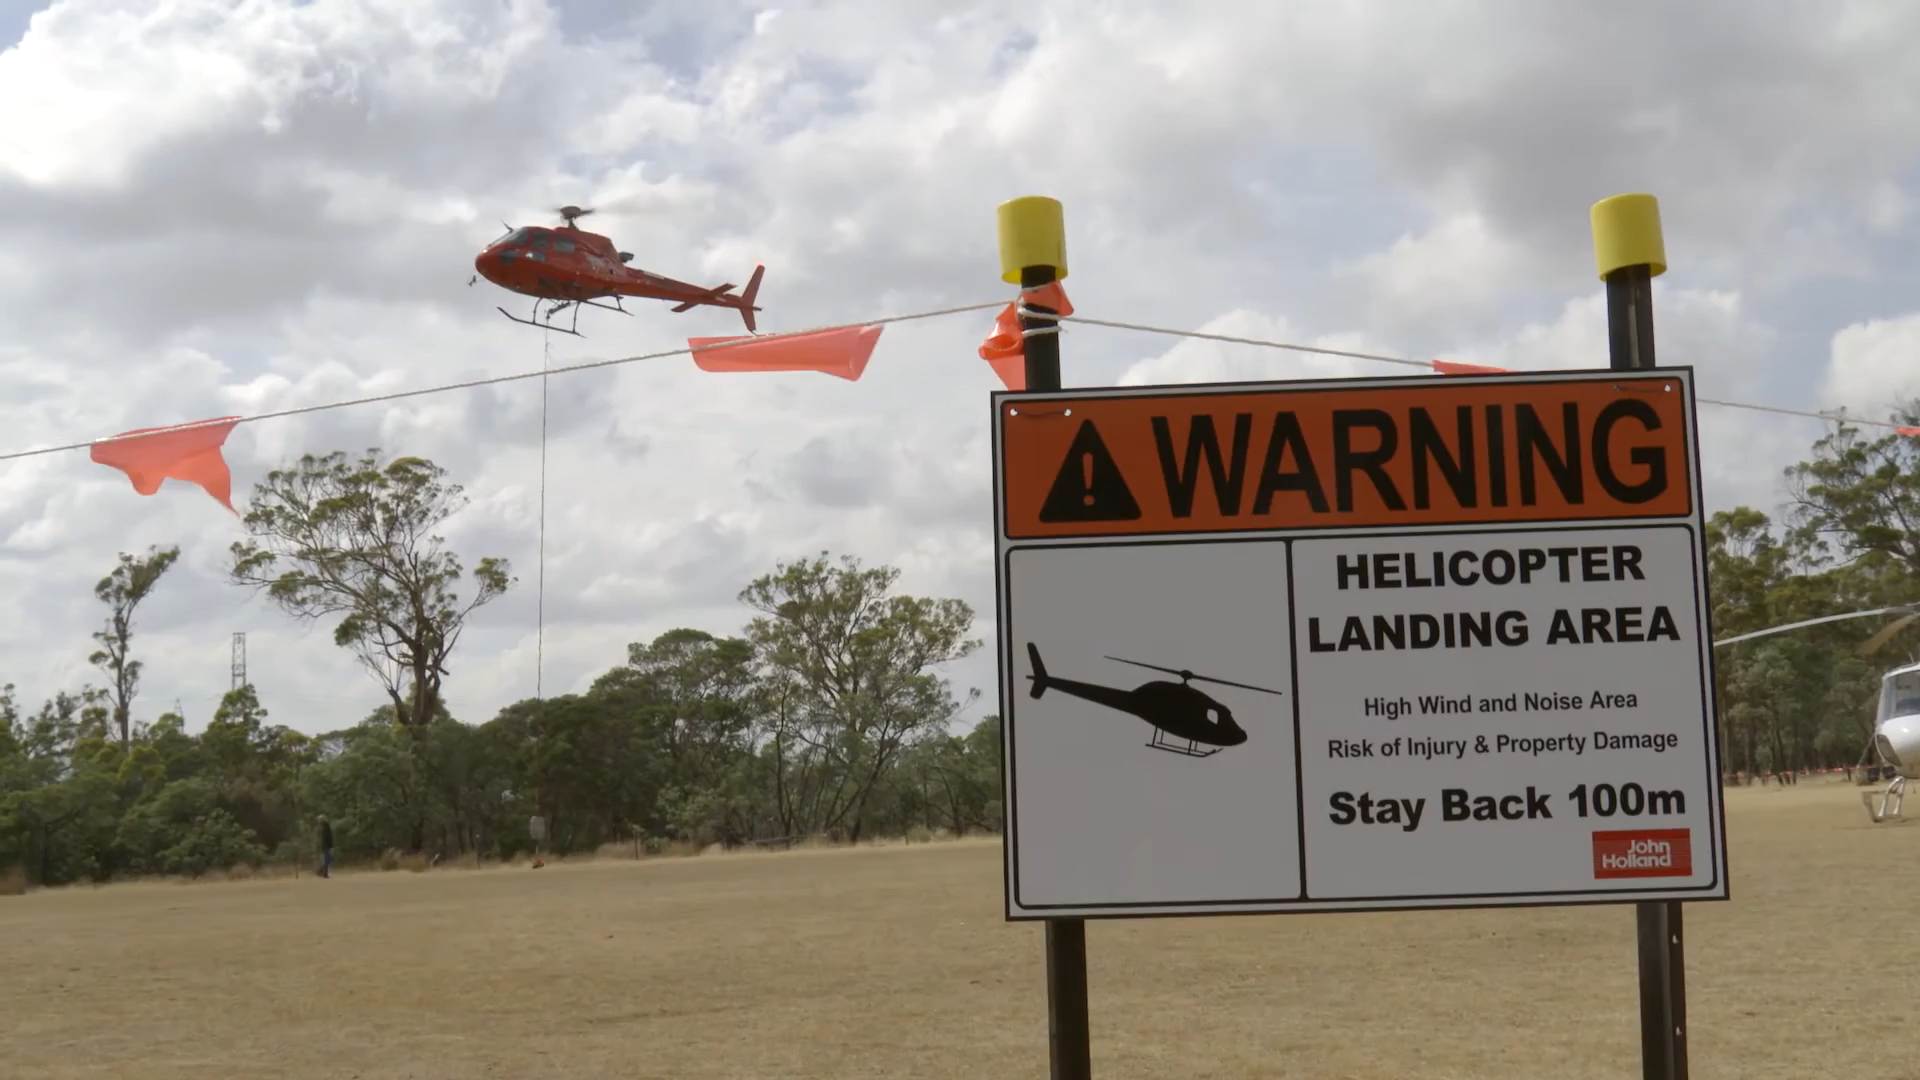 WARNING
HELICOPTER
LANDING AREA
High Wind and Noise Area
Risk of Injury & Property Damage
Stay Back 100m
John
Holland